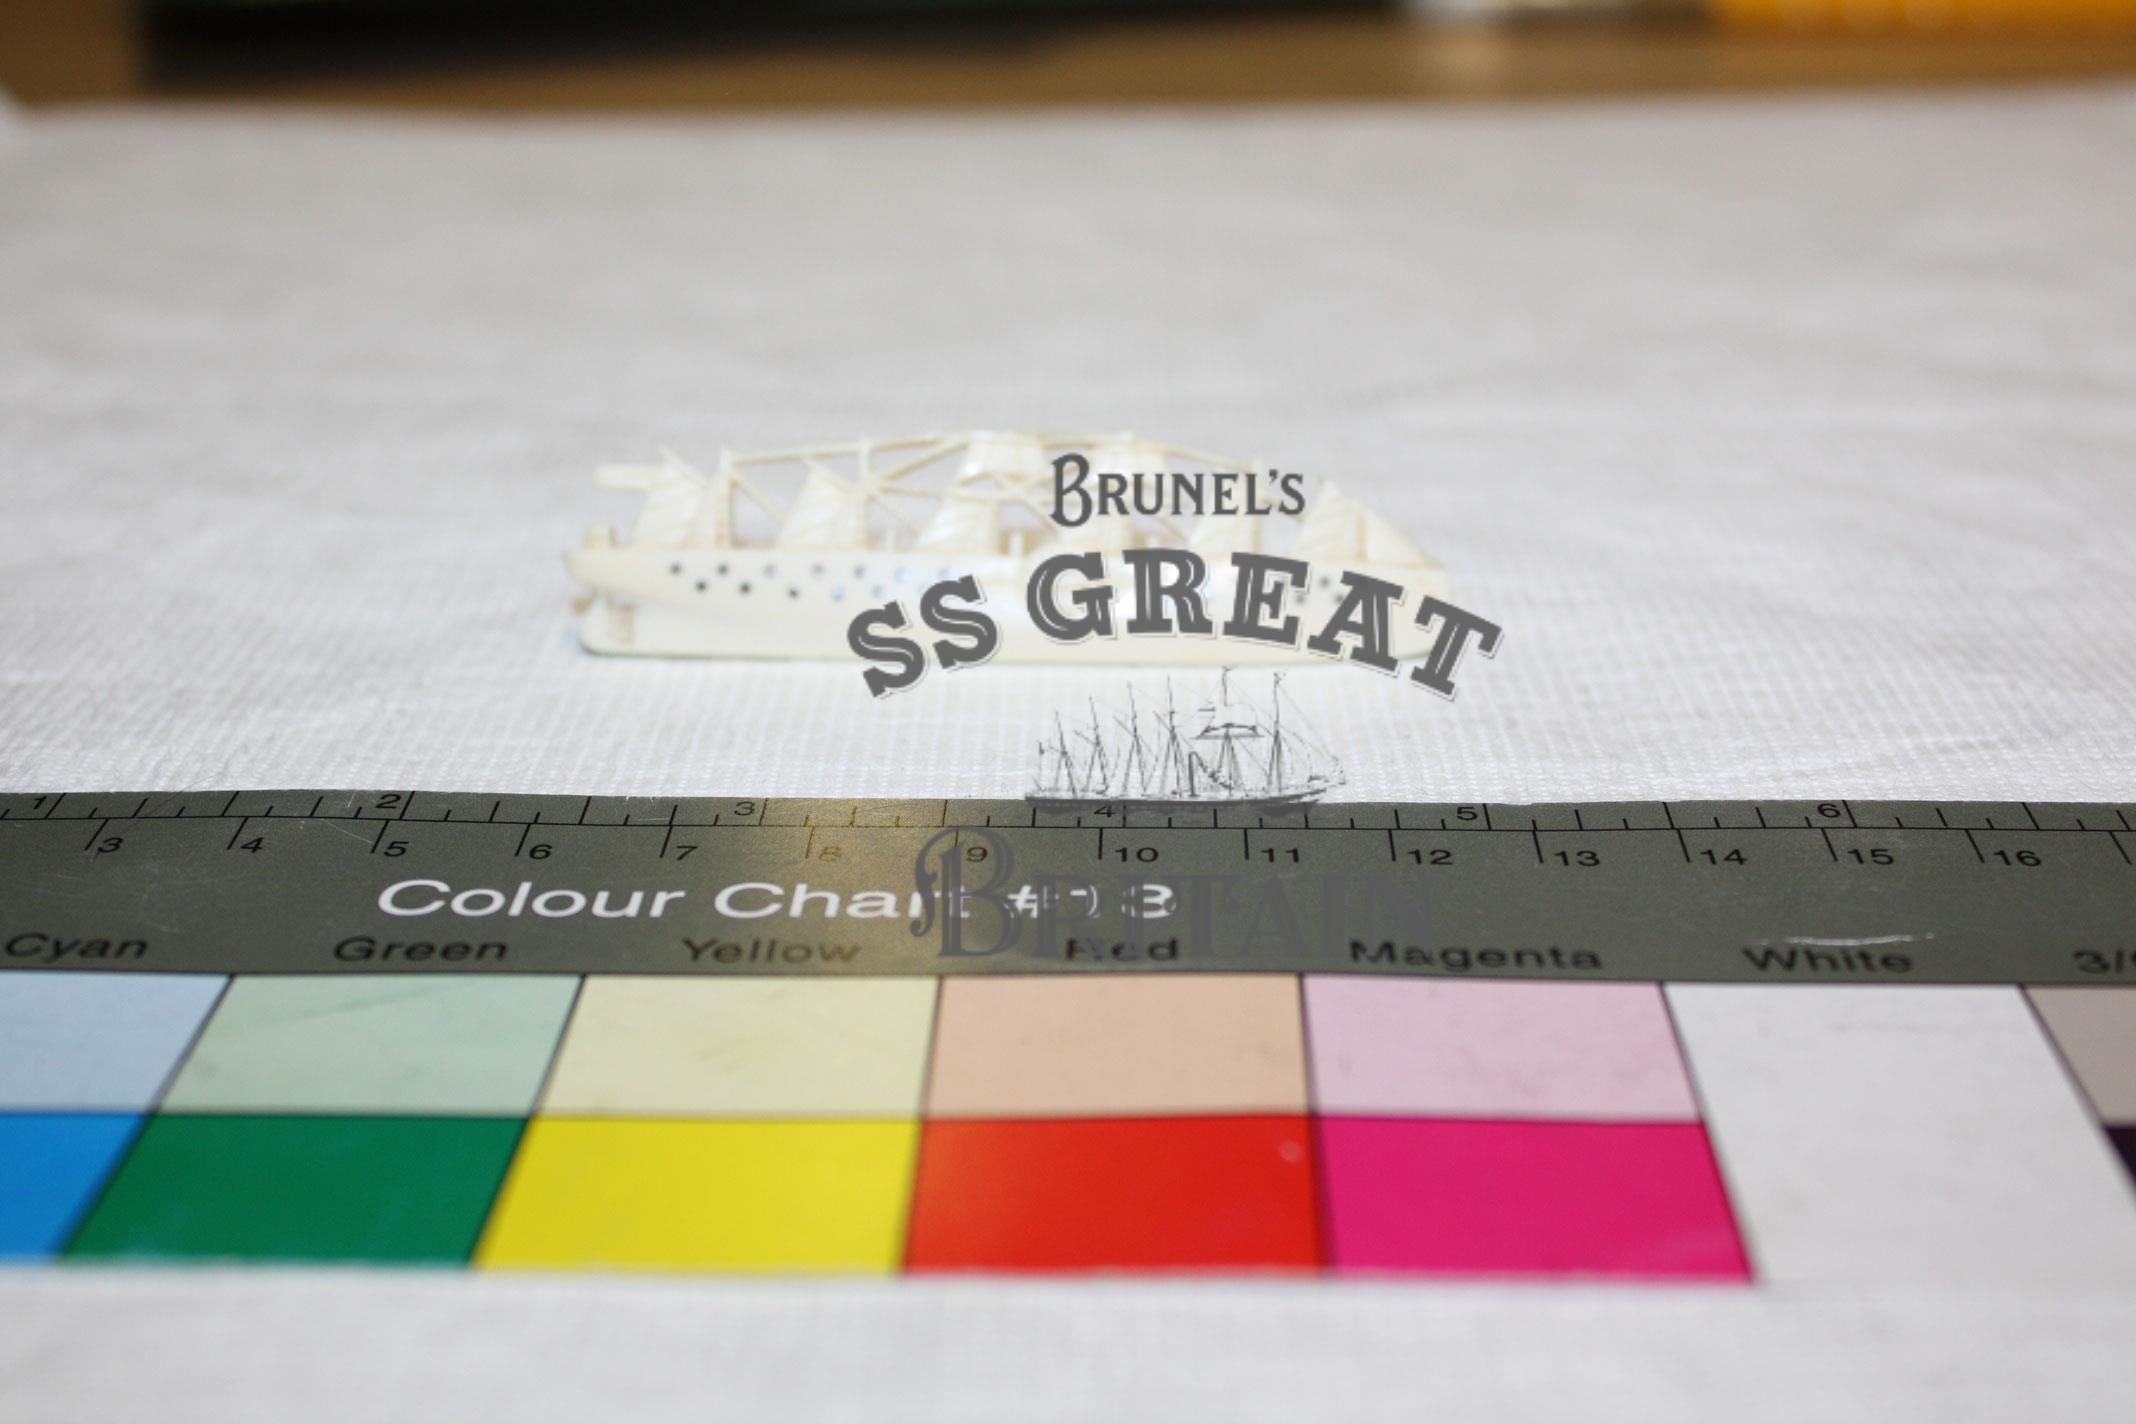 BRUNEL'S
SS GREAT
BRITAIN
1 2 3 4 5 6
3 4 5 6 7 8 9 10 11 12 13 14 15 16
Colour Chart #13
Cyan Green Yellow Red Magenta White